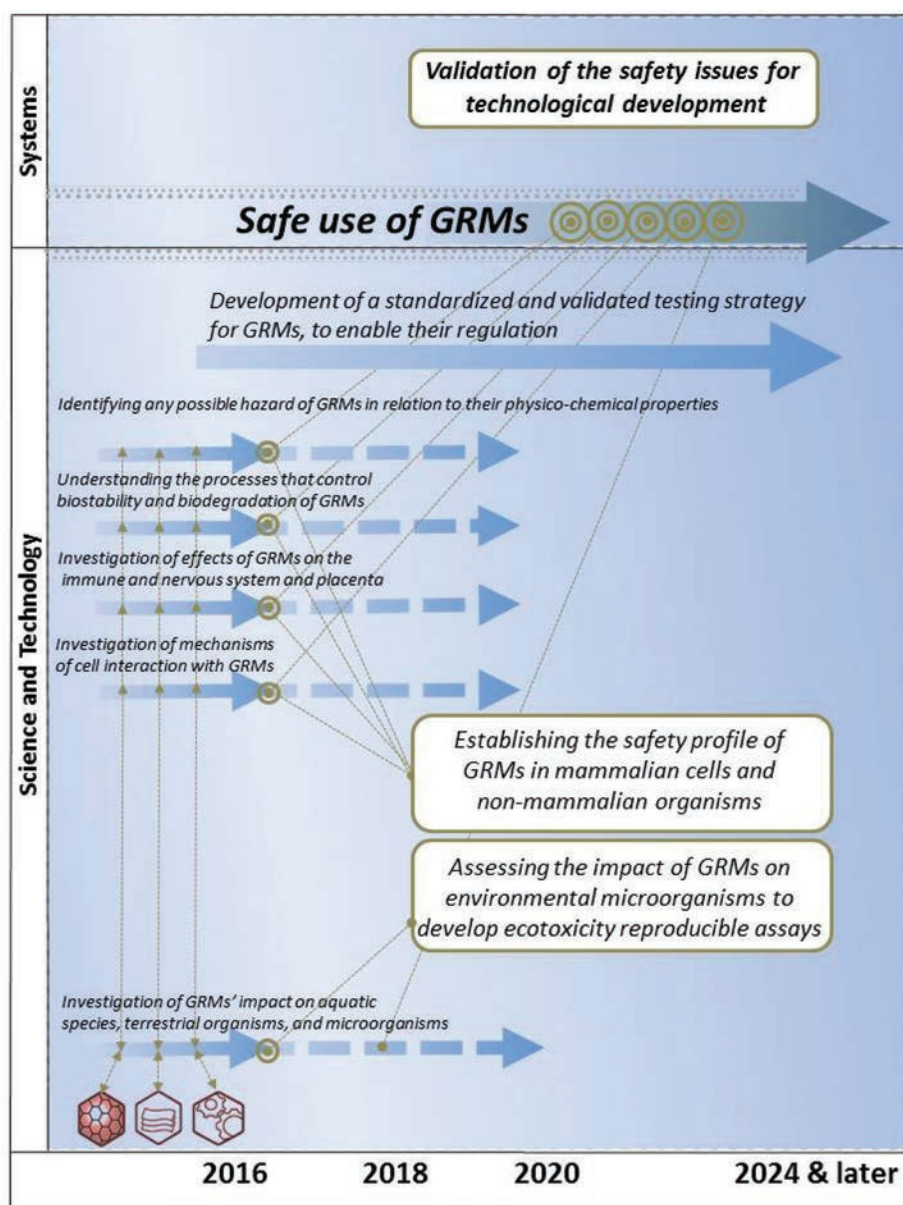 Systems
Validation of the safety issues for
technological development
Safe use of GRMs
Science and Technology
Development of a standardized and validated testing strategy
for GRMs, to enable their regulation
Identifying any possible hazard of GRMs in relation to their physico-chemical properties
Understanding the processes that control
biostability and biodegradation of GRMs
Investigation of effects of GRMs on the
immune and nervous system and placenta
Investigation of mechanisms
of cell interaction with GRMs
Establishing the safety profile of
GRMs in mammalian cells and
non-mammalian organisms
Assessing the impact of GRMs on
environmental microorganisms to
develop ecotoxicity reproducible assays
Investigation of GRMs’ impact on aquatic
species, terrestrial organisms, and microorganisms
2016 2018 2020 2024 & later